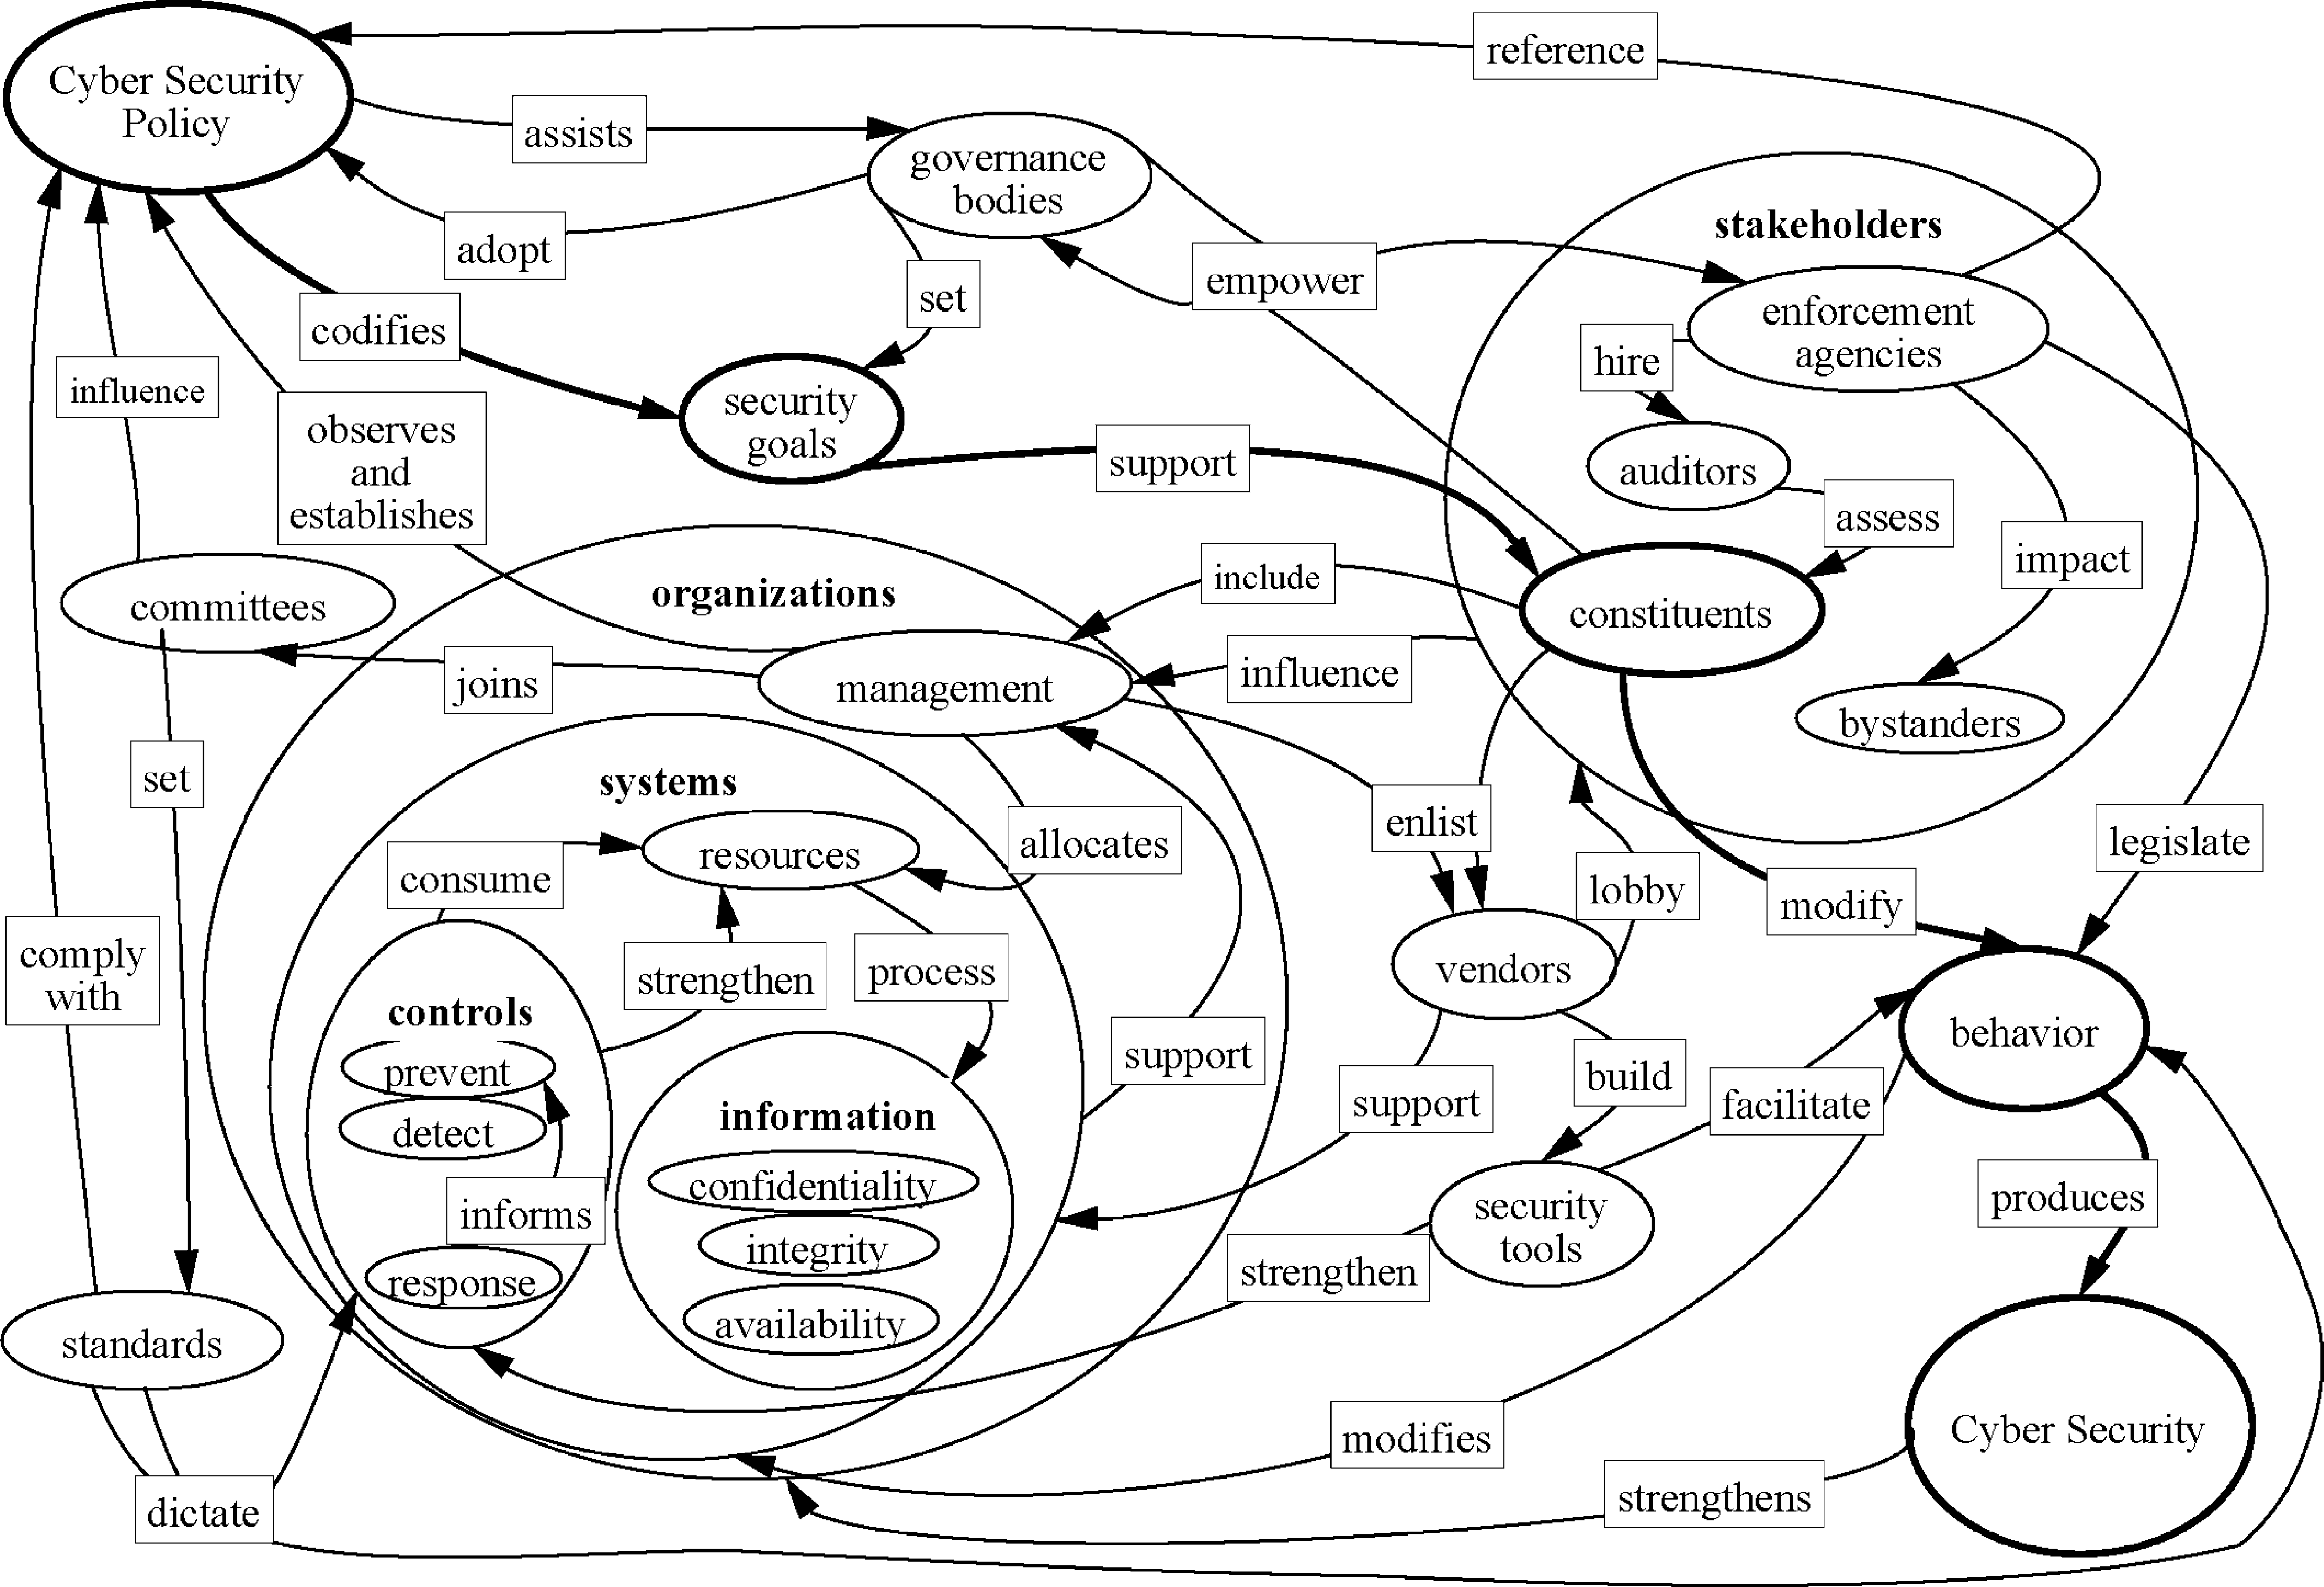 reference
Cyber Security
Policy
assists
governance
bodies
adopt
stakeholders
empower
set
enforcement
agencies
codifies
hire
influence
security
goals
observes
and
establishes
support
auditors
assess
impact
include
organizations
committees
constituents
joins
management
influence
bystanders
set
systems
enlist
allocates
resources
legislate
consume
lobby
modify
comply
with
strengthen
process
vendors
controls
behavior
support
prevent
build
support
facilitate
information
detect
confidentiality
produces
informs
security
tools
integrity
strengthen
response
availability
standards
Cyber Security
modifies
strengthens
dictate